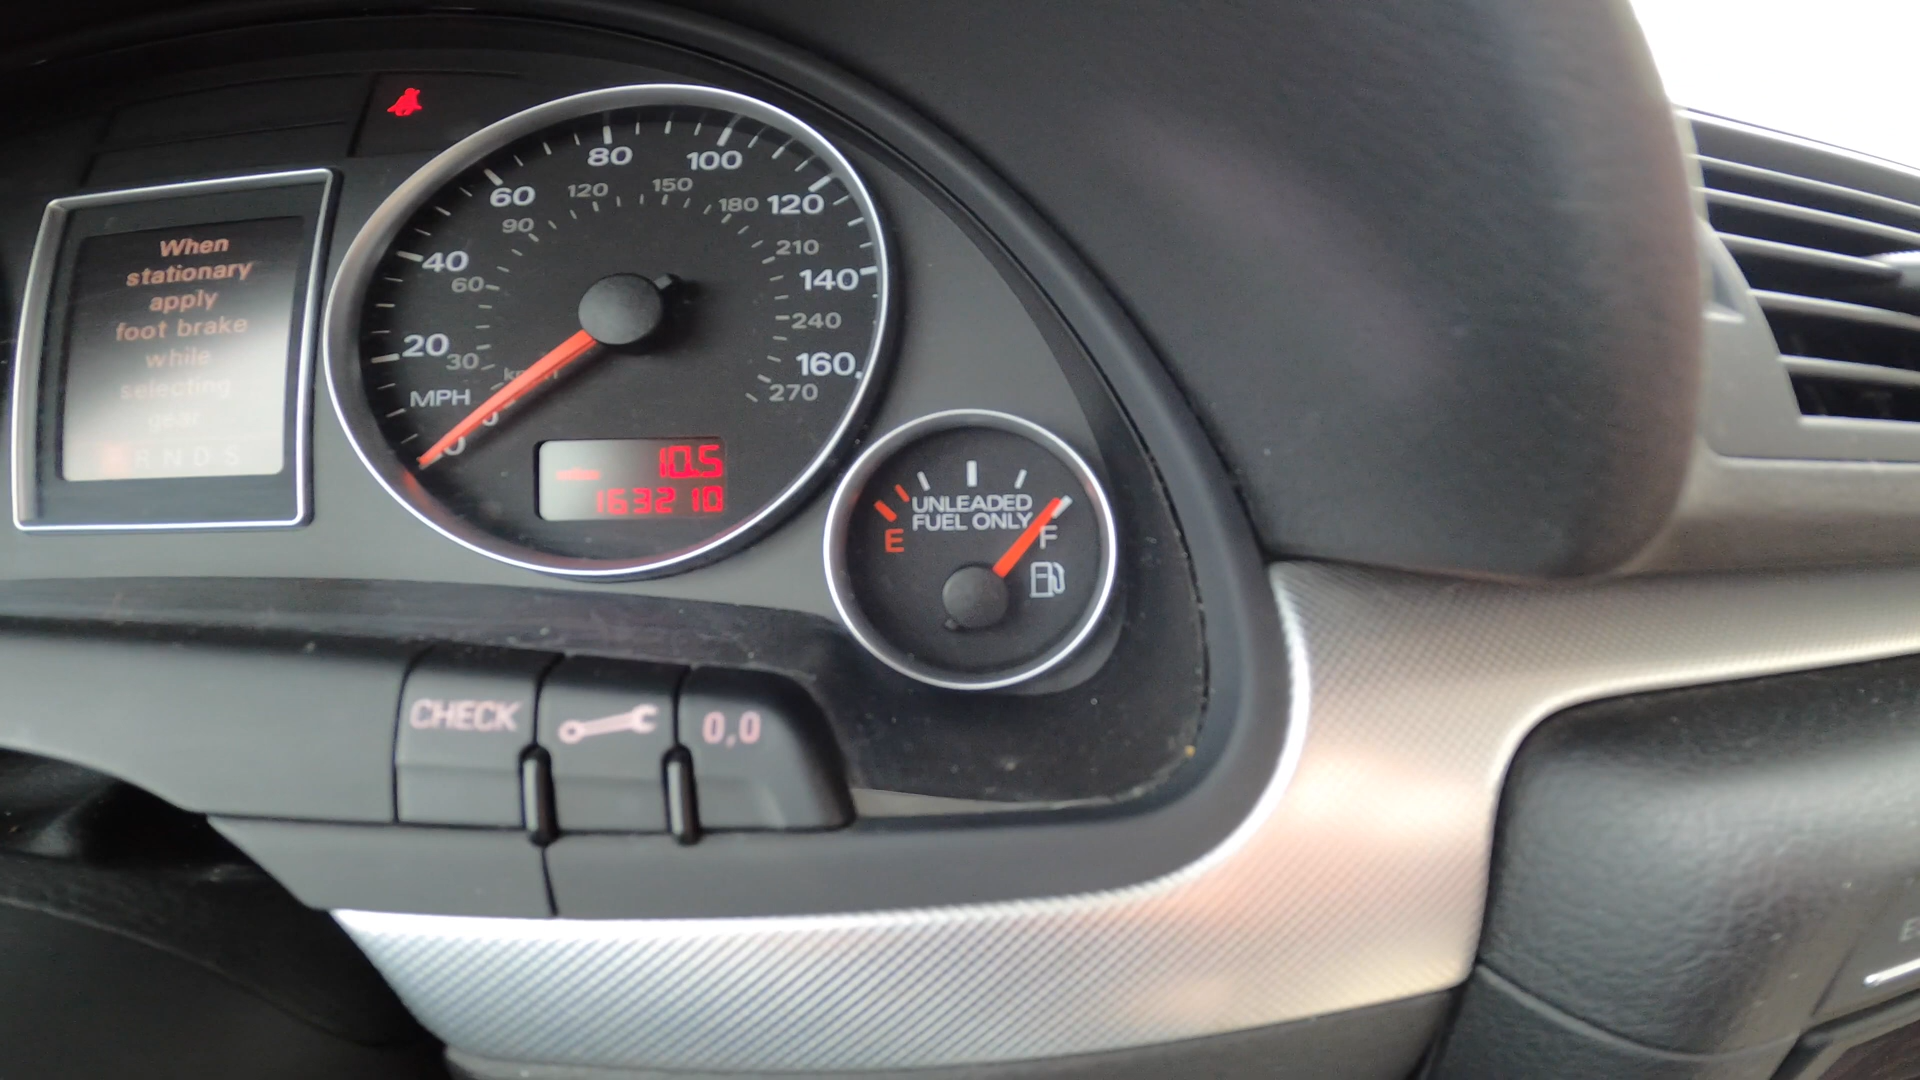 When
stationary
apply
foot brake
while
selecting
gear
R N D S
80
100
60
120
150
120
180
90
40
60
210
140
20
30
240
160
MPH
270
10.5
163210
UNLEADED
FUEL ONLY
E
F
CHECK
0,0